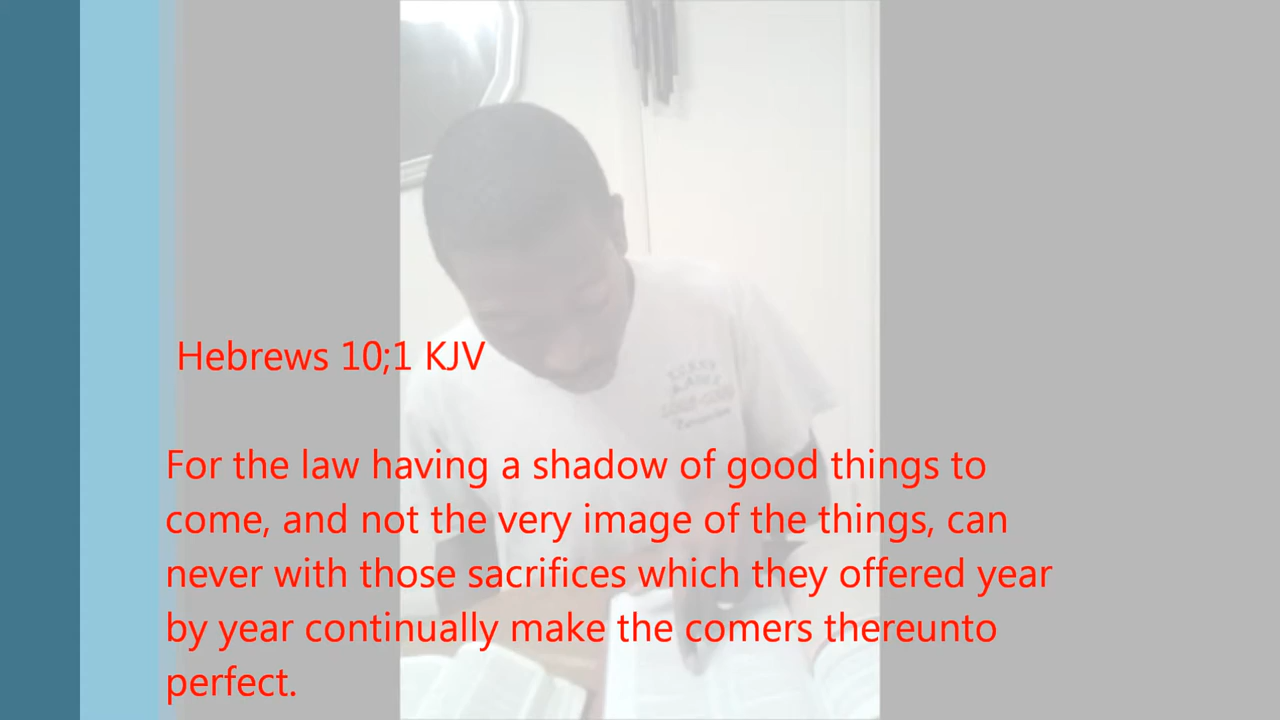 Hebrews 10;1 KJV
For the law having a shadow of good things to
come, and not the very image of the things, can
never with those sacrifices which they offered year
by year continually make the comers thereunto
perfect.